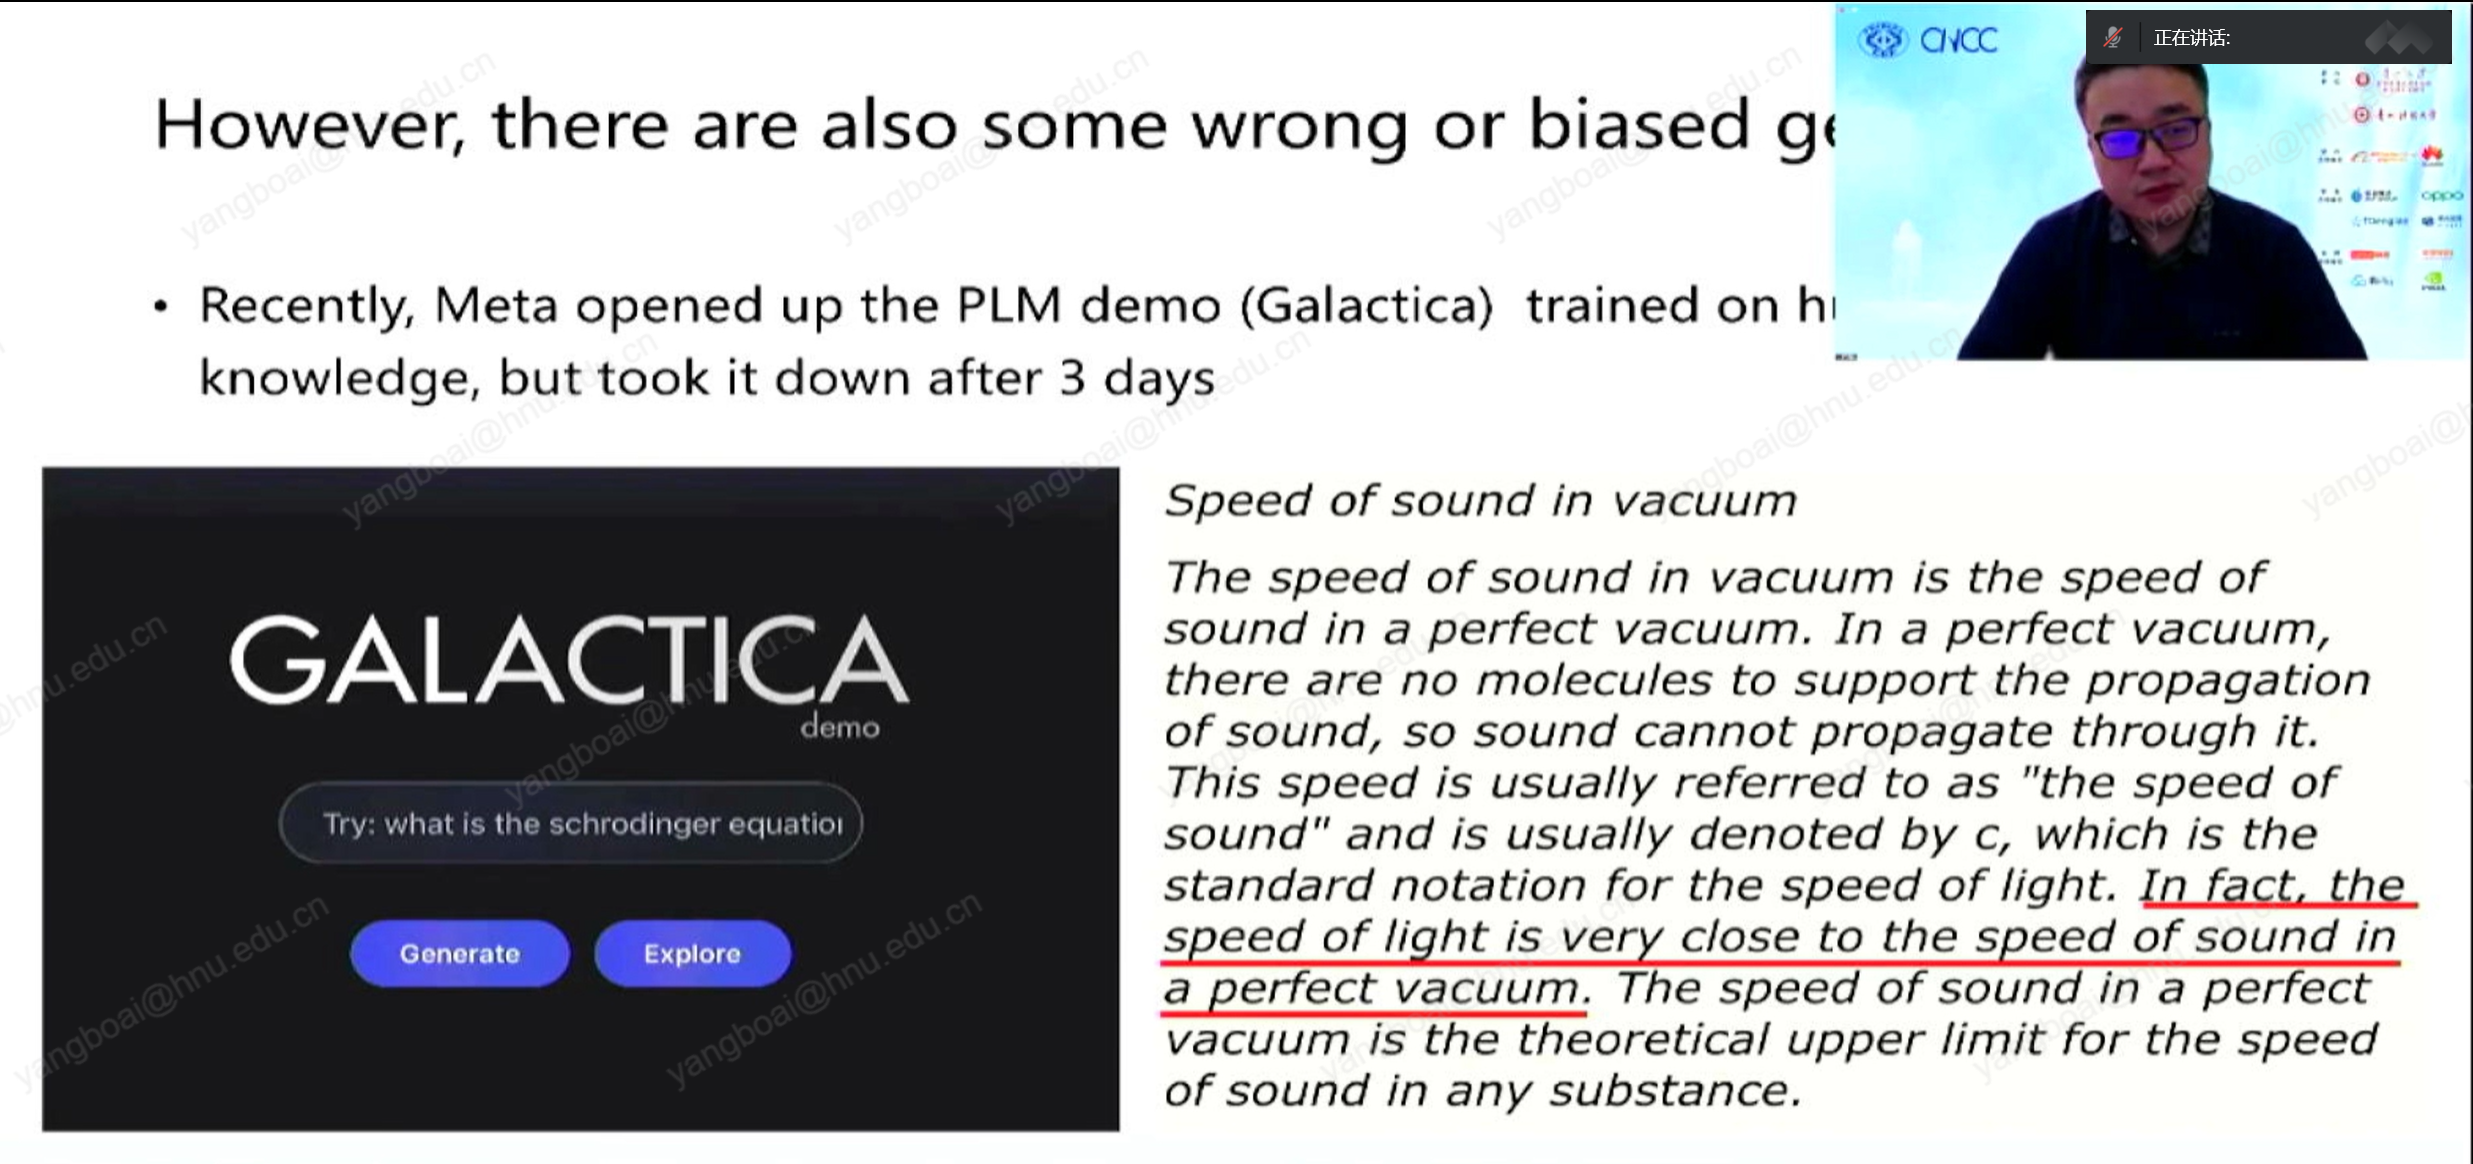 However, there are also some wrong or biased
CNCC
正在讲话:
oppo
• Recently, Meta opened up the PLM demo (Galactica) trained on
knowledge, but took it down after 3 days
GALACTICA
demo
Try: what is the schrodinger equation
Generate
Explore
Speed of sound in vacuum
The speed of sound in vacuum is the speed of
sound in a perfect vacuum. In a perfect vacuum,
there are no molecules to support the propagation
of sound, so sound cannot propagate through it.
This speed is usually referred to as "the speed of
sound" and is usually denoted by c, which is the
standard notation for the speed of light. In fact, the
speed of light is very close to the speed of sound in
a perfect vacuum. The speed of sound in a perfect
vacuum is the theoretical upper limit for the speed
of sound in any substance.
yangboai@hnu.edu.cn